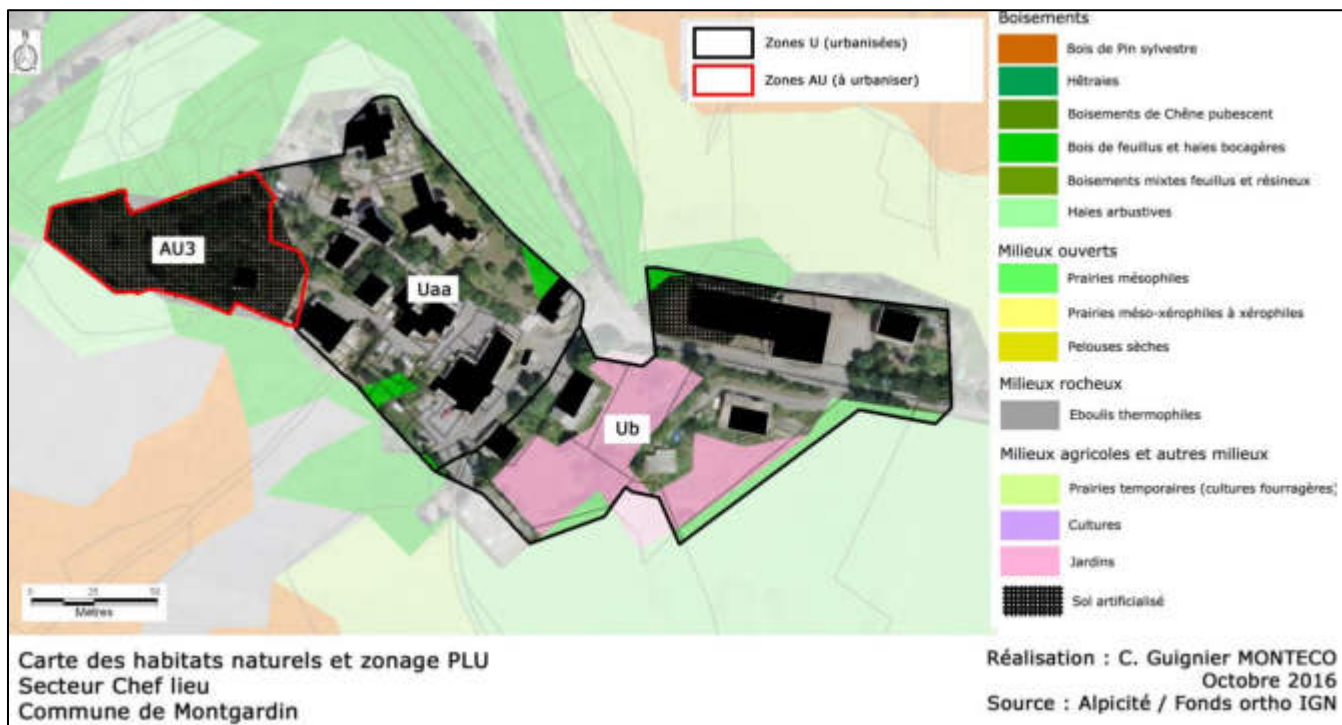 N
Zones U (urbanisées)
Zones AU (à urbaniser)
AU3
Uaa
Ub
0 25 50
Mètres
Boisements
Bois de Pin sylvestre
Hêtraies
Boisements de Chêne pubescent
Bois de feuillus et haies bocagères
Boisements mixtes feuillus et résineux
Haies arbustives
Milieux ouverts
Prairies mésophiles
Prairies méso-xérophiles à xérophiles
Pelouses sèches
Milieux rocheux
Eboulis thermophiles
Milieux agricoles et autres milieux
Prairies temporaires (cultures fourragères)
Cultures
Jardins
Sol artificialisé
Carte des habitats naturels et zonage PLU
Secteur Chef lieu
Commune de Montgardin
Réalisation : C. Guignier MONTECO
Octobre 2016
Source : Alpicité / Fonds ortho IGN